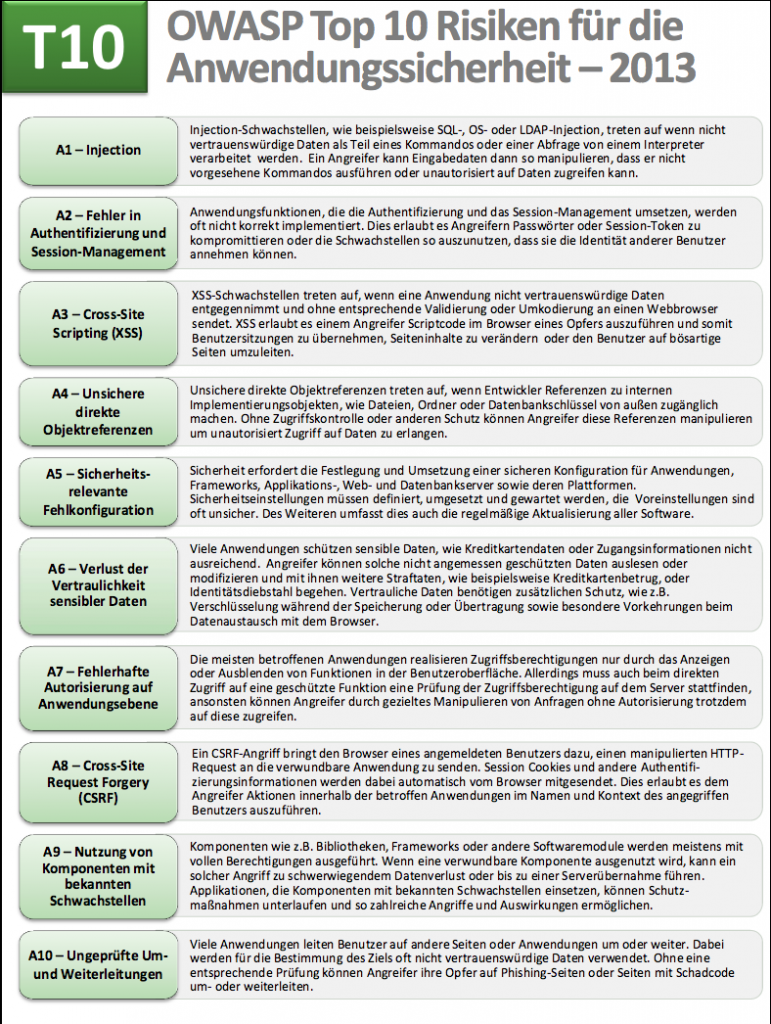 T10
OWASP Top 10 Risiken für die
Anwendungssicherheit – 2013
A1 – Injection
Injection-Schwachstellen, wie beispielsweise SQL-, OS- oder LDAP-Injection, treten auf wenn nicht
vertrauenswürdige Daten als Teil eines Kommandos oder einer Abfrage von einem Interpreter
verarbeitet werden. Ein Angreifer kann Eingabedaten dann so manipulieren, dass er nicht
vorgesehene Kommandos ausführen oder unautorisiert auf Daten zugreifen kann.
A2 – Fehler in
Authentifizierung und
Session-Management
Anwendungsfunktionen, die die Authentifizierung und das Session-Management umsetzen, werden
oft nicht korrekt implementiert. Dies erlaubt es Angreifern Passwörter oder Session-Token zu
kompromittieren oder die Schwachstellen so auszunutzen, dass sie die Identität anderer Benutzer
annehmen können.
A3 – Cross-Site
Scripting (XSS)
XSS-Schwachstellen treten auf, wenn eine Anwendung nicht vertrauenswürdige Daten
entgegennimmt und ohne entsprechende Validierung oder Umkodierung an einen Webbrowser
sendet. XSS erlaubt es einem Angreifer Scriptcode im Browser eines Opfers auszuführen und somit
Benutzersitzungen zu übernehmen, Seiteninhalte zu verändern oder den Benutzer auf bösartige
Seiten umzuleiten.
A4 – Unsichere
direkte
Objektreferenzen
Unsichere direkte Objektreferenzen treten auf, wenn Entwickler Referenzen zu internen
Implementierungsobjekten, wie Dateien, Ordner oder Datenbankschlüssel von außen zugänglich
machen. Ohne Zugriffskontrolle oder anderen Schutz können Angreifer diese Referenzen manipulieren
um unautorisiert Zugriff auf Daten zu erlangen.
A5 – Sicherheits-
relevante
Fehlkonfiguration
Sicherheit erfordert die Festlegung und Umsetzung einer sicheren Konfiguration für Anwendungen,
Frameworks, Applikations-, Web- und Datenbankserver sowie deren Plattformen.
Sicherheitseinstellungen müssen definiert, umgesetzt und gewartet werden, die Voreinstellungen sind
oft unsicher. Des Weiteren umfasst dies auch die regelmäßige Aktualisierung aller Software.
A6 – Verlust der
Vertraulichkeit
sensibler Daten
Viele Anwendungen schützen sensible Daten, wie Kreditkartendaten oder Zugangsinformationen nicht
ausreichend. Angreifer können solche nicht angemessen geschützten Daten auslesen oder
modifizieren und mit ihnen weitere Straftaten, wie beispielsweise Kreditkartenbetrug, oder
Identitätsdiebstahl begehen. Vertrauliche Daten benötigen zusätzlichen Schutz, wie z.B.
Verschlüsselung während der Speicherung oder Übertragung sowie besondere Vorkehrungen beim
Datenaustausch mit dem Browser.
A7 – Fehlerhafte
Autorisierung auf
Anwendungsebene
Die meisten betroffenen Anwendungen realisieren Zugriffsberechtigungen nur durch das Anzeigen
oder Ausblenden von Funktionen in der Benutzeroberfläche. Allerdings muss auch beim direkten
Zugriff auf eine geschützte Funktion eine Prüfung der Zugriffsberechtigung auf dem Server stattfinden,
ansonsten können Angreifer durch gezieltes Manipulieren von Anfragen ohne Autorisierung trotzdem
auf diese zugreifen.
A8 – Cross-Site
Request Forgery
(CSRF)
Ein CSRF-Angriff bringt den Browser eines angemeldeten Benutzers dazu, einen manipulierten HTTP-
Request an die verwundbare Anwendung zu senden. Session Cookies und andere Authentifi-
zierungsinformationen werden dabei automatisch vom Browser mitgesendet. Dies erlaubt es dem
Angreifer Aktionen innerhalb der betroffen Anwendungen im Namen und Kontext des angegriffen
Benutzers auszuführen.
A9 – Nutzung von
Komponenten mit
bekannten
Schwachstellen
Komponenten wie z.B. Bibliotheken, Frameworks oder andere Softwaremodule werden meistens mit
vollen Berechtigungen ausgeführt. Wenn eine verwundbare Komponente ausgenutzt wird, kann ein
solcher Angriff zu schwerwiegendem Datenverlust oder bis zu einer Serverübernahme führen.
Applikationen, die Komponenten mit bekannten Schwachstellen einsetzen, können Schutz-
maßnahmen unterlaufen und so zahlreiche Angriffe und Auswirkungen ermöglichen.
A10 – Ungeprüfte Um-
und Weiterleitungen
Viele Anwendungen leiten Benutzer auf andere Seiten oder Anwendungen um oder weiter. Dabei
werden für die Bestimmung des Ziels oft nicht vertrauenswürdige Daten verwendet. Ohne eine
entsprechende Prüfung können Angreifer ihre Opfer auf Phishing-Seiten oder Seiten mit Schadcode
um- oder weiterleiten.